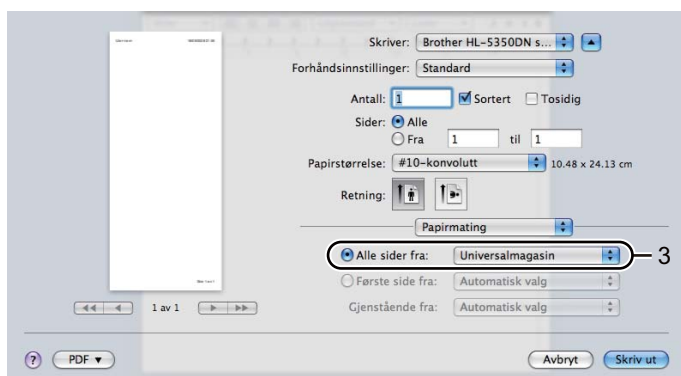 Skriver: Brother HL-5350DN s...
Forhåndsinnstillinger: Standard
Antall: 1 Sortert Tosidig
Sider: Alle
Fra 1 til 1
Papirstørrelse: #10-konvolutt 10.48 x 24.13 cm
Retning:
Papirmating
Alle sider fra: Universalmagasin 3
Første side fra: Automatisk valg
1 av 1 Gjenstående fra: Automatisk valg
? PDF ▼ Avbryt Skriv ut